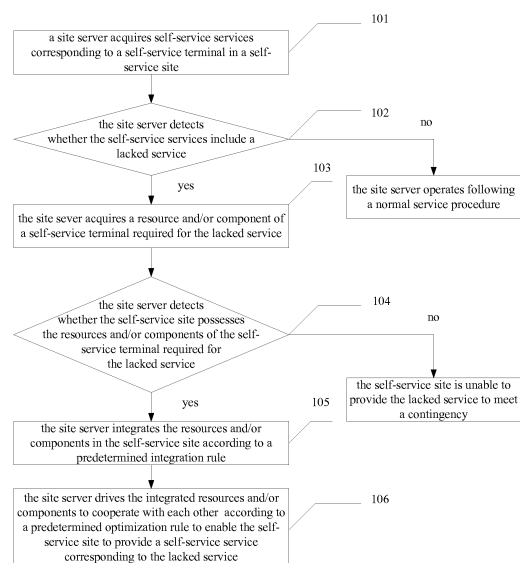 101
a site server acquires self-service services
corresponding to a self-service terminal in a self-
service site
102
the site server detects
whether the self-service services include a
lacked service
no
yes
103
the site server operates following
a normal service procedure
the site sever acquires a resource and/or component of
a self-service terminal required for the lacked service
104
the site server detects
whether the self-service site possesses
the resources and/or components of the self-
service terminal required for
the lacked service
no
yes
105
the self-service site is unable to
provide the lacked service to meet
a contingency
the site server integrates the resources and/or
components in the self-service site according to a
predetermined integration rule
106
the site server drives the integrated resources and/or
components to cooperate with each other according to
a predetermined optimization rule to enable the self-
service site to provide a self-service service
corresponding to the lacked service